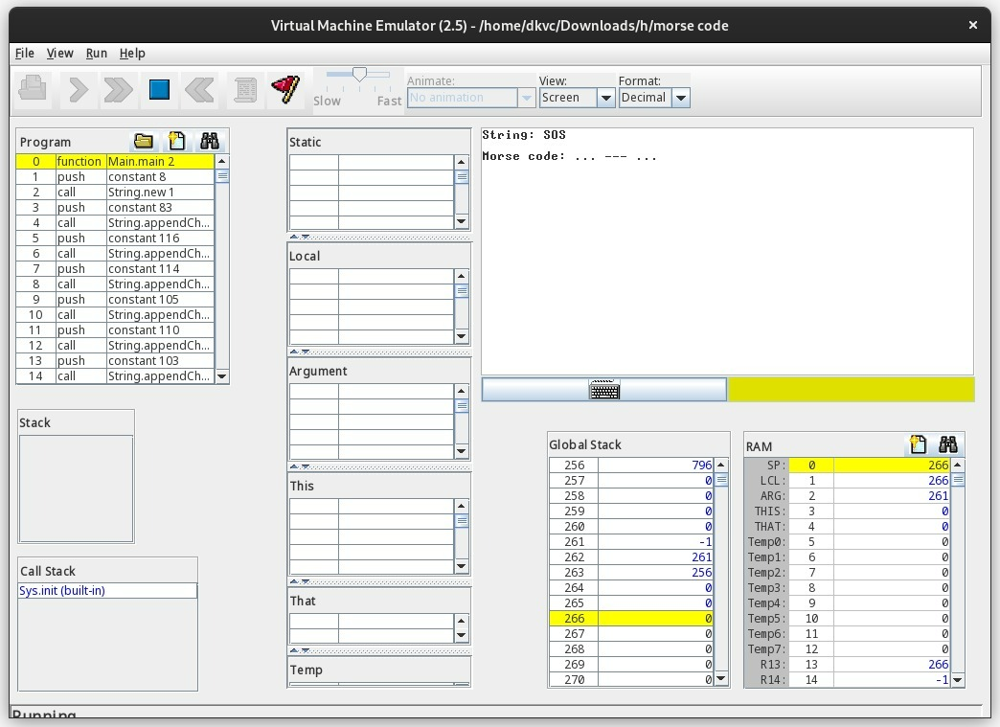 Virtual Machine Emulator (2.5) - /home/dkvc/Downloads/h/morse code
File View Run Help
Slow Fast
Animate:
No animation
View:
Screen
Format:
Decimal
Program
0 function Main.main 2
1 push constant 8
2 call String.new 1
3 push constant 83
4 call String.appendCh...
5 push constant 116
6 call String.appendCh...
7 push constant 114
8 call String.appendCh...
9 push constant 105
10 call String.appendCh...
11 push constant 110
12 call String.appendCh...
13 push constant 103
14 call String.appendCh...
Stack
Call Stack
Sys.init (built-in)
Static
Local
Argument
This
That
Temp
String: SOS
Morse code: ... --- ...
Global Stack
256 796
257 0
258 0
259 0
260 0
261 -1
262 261
263 256
264 0
265 0
266 0
267 0
268 0
269 0
270 0
RAM
SP: 0 266
LCL: 1 266
ARG: 2 261
THIS: 3 0
THAT: 4 0
Temp0: 5 0
Temp1: 6 0
Temp2: 7 0
Temp3: 8 0
Temp4: 9 0
Temp5: 10 0
Temp6: 11 0
Temp7: 12 0
R13: 13 266
R14: 14 -1
Running